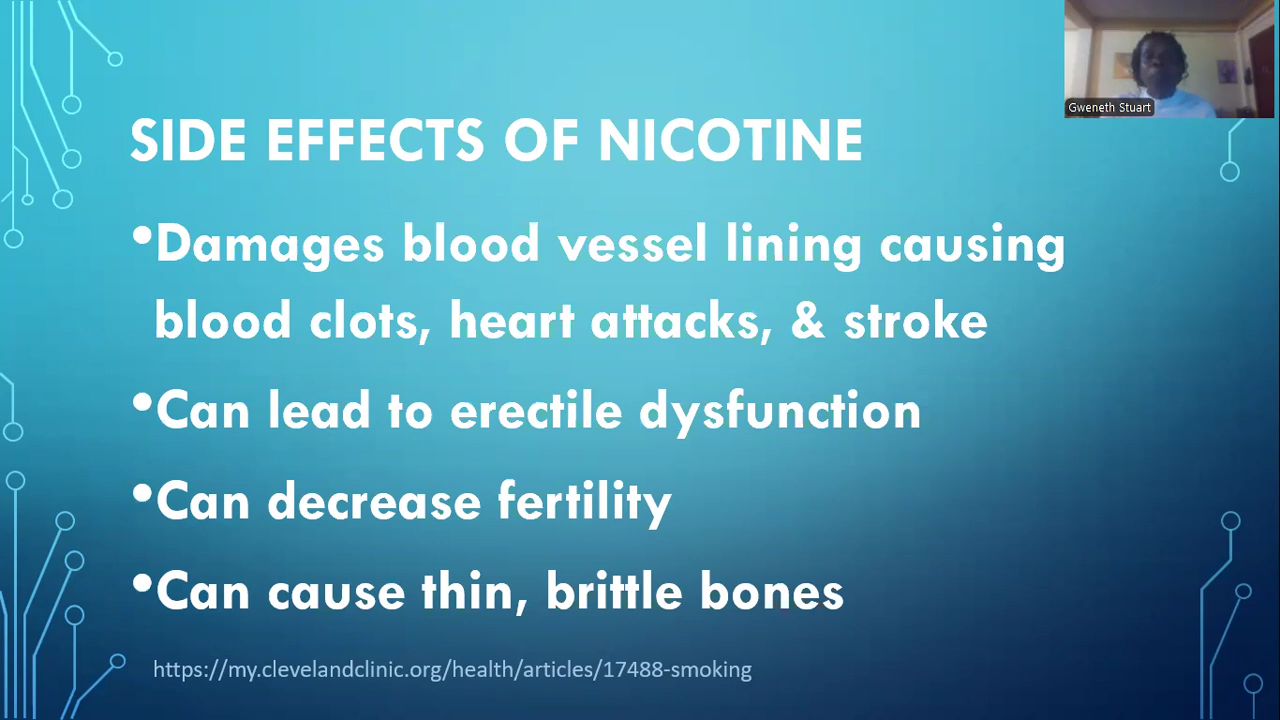 Gweneth Stuart
SIDE EFFECTS OF NICOTINE
•Damages blood vessel lining causing
blood clots, heart attacks, & stroke
•Can lead to erectile dysfunction
•Can decrease fertility
•Can cause thin, brittle bones
https://my.clevelandclinic.org/health/articles/17488-smoking